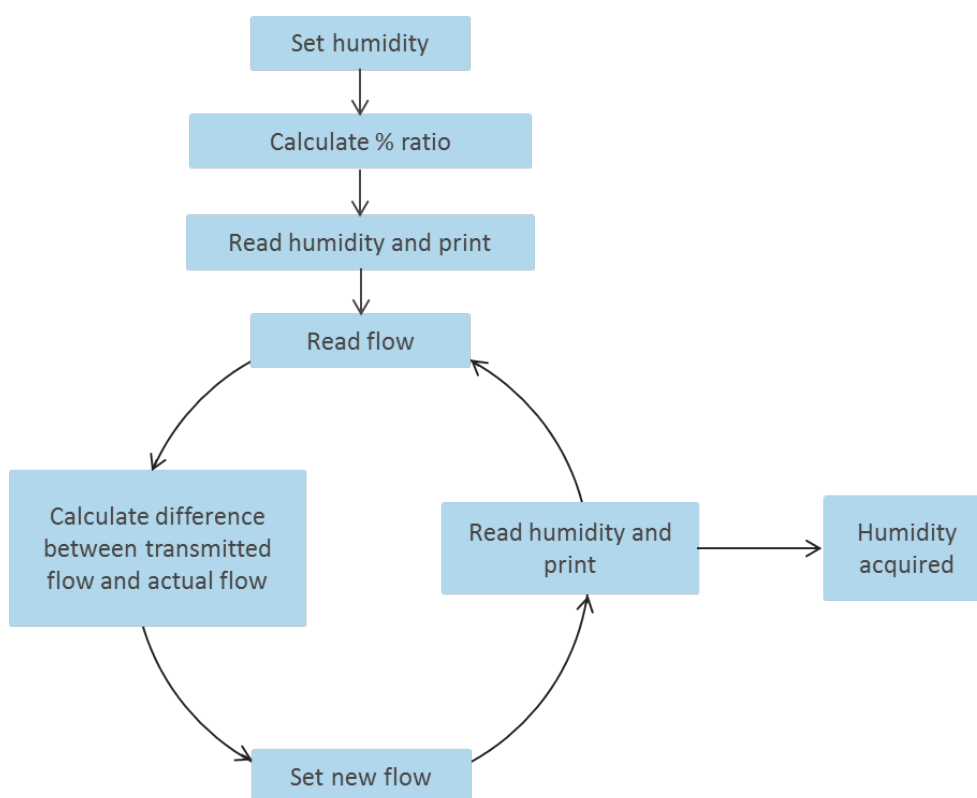 Set humidity
Calculate % ratio
Read humidity and print
Read flow
Calculate difference
between transmitted
flow and actual flow
Read humidity and
print
Humidity
acquired
Set new flow